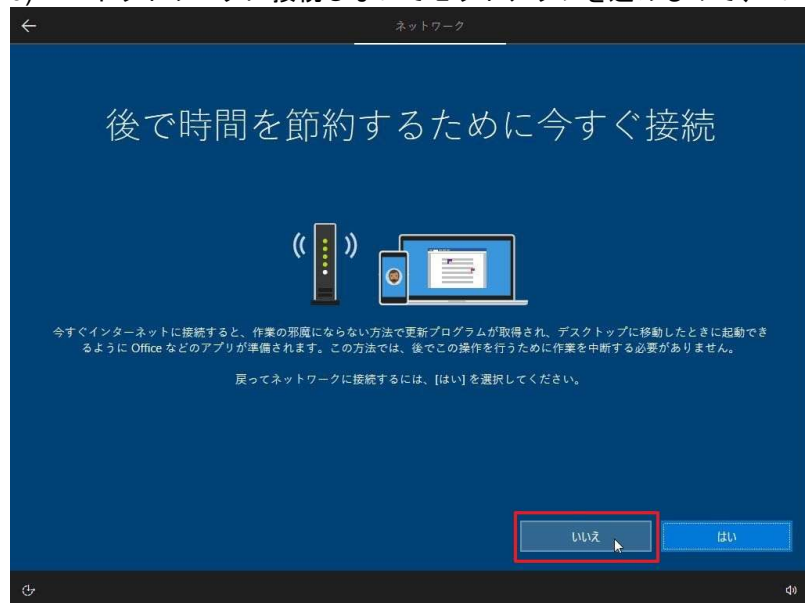 ネットワーク
後で時間を節約するために今すぐ接続
今すぐインターネットに接続すると、作業の邪魔にならない方法で更新プログラムが取得され、デスクトップに移動したときに起動でき
るように Office などのアプリが準備されます。この方法では、後でこの操作を行うために作業を中断する必要がありません。
戻ってネットワークに接続するには、[はい] を選択してください。
いいえ
はい